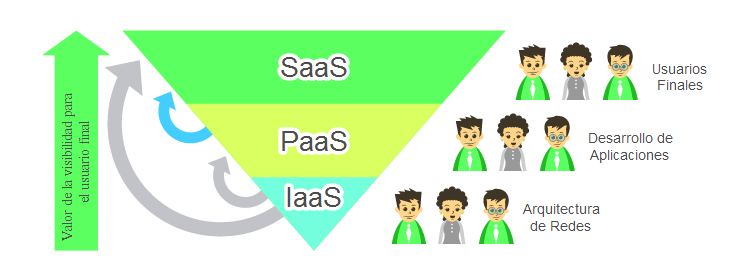 Valor de la visibilidad para
el usuario final
SaaS
PaaS
IaaS
Usuarios
Finales
Desarrollo de
Aplicaciones
Arquitectura
de Redes